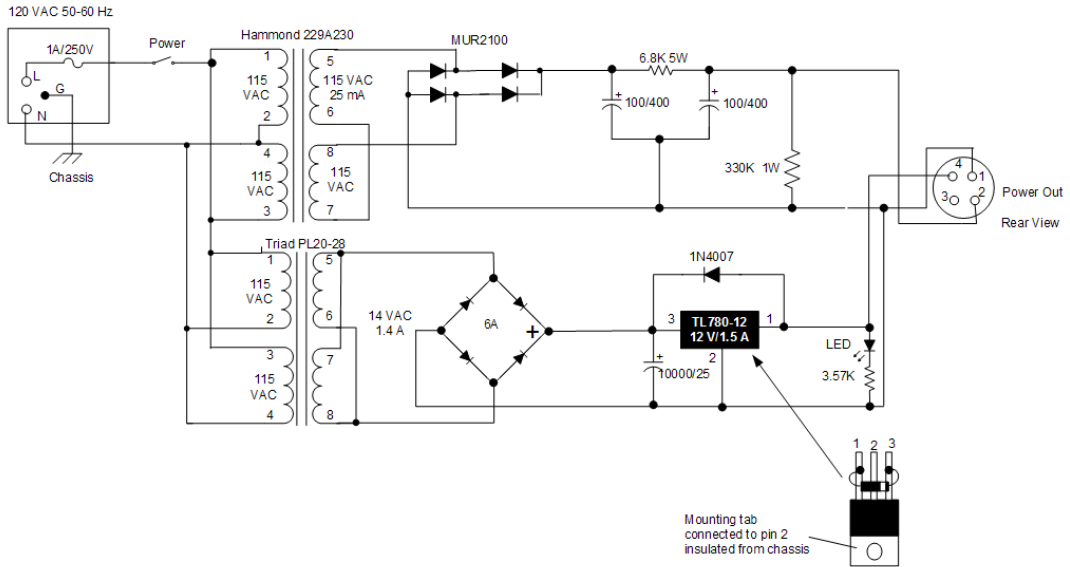 120 VAC 50-60 Hz
1A/250V
Power
L
G
N
Chassis
Hammond 229A230
1
115
VAC
2
4
115
VAC
3
5
115 VAC
25 mA
6
8
115
VAC
7
MUR2100
6.8K 5W
+
100/400
+
100/400
330K 1W
4
1
3
2
Power Out
Rear View
Triad PL20-28
1
115
VAC
2
3
115
VAC
4
5
6
7
8
14 VAC
1.4 A
6A
+
1N4007
3
TL780-12
12 V/1.5 A
1
2
+
10000/25
LED
3.57K
1 2 3
Mounting tab
connected to pin 2
insulated from chassis